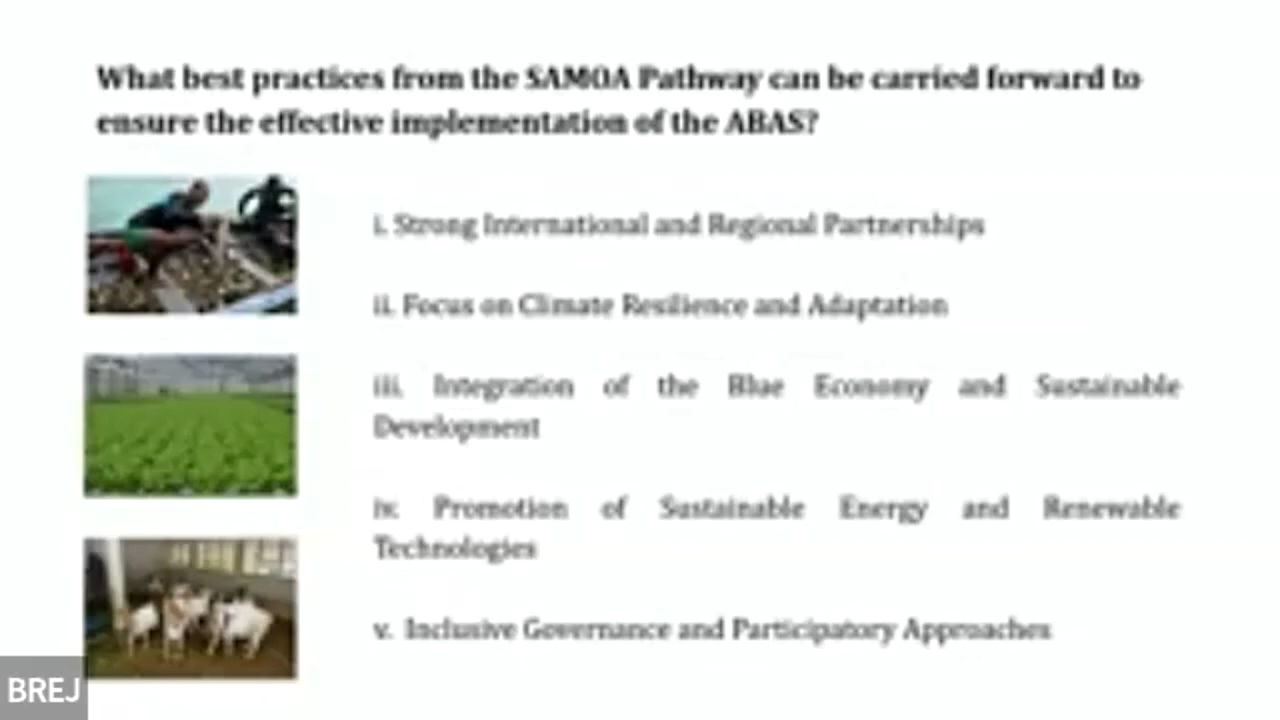 What best practices from the SAMOA Pathway can be carried forward to
ensure the effective implementation of the ABAS?
i. Strong International and Regional Partnerships
ii. Focus on Climate Resilience and Adaptation
iii. Integration of the Blue Economy and Sustainable
Development
iv. Promotion of Sustainable Energy and Renewable
Technologies
v. Inclusive Governance and Participatory Approaches
BREJ